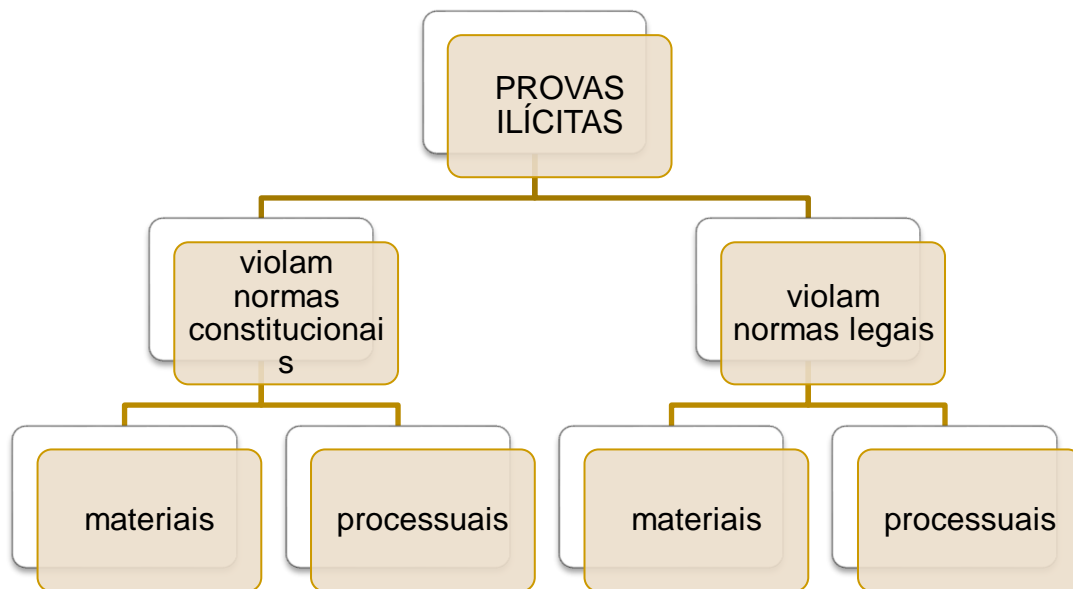 PROVAS
ILÍCITAS
violam
normas
constitucionai
s
violam
normas legais
materiais
processuais
materiais
processuais